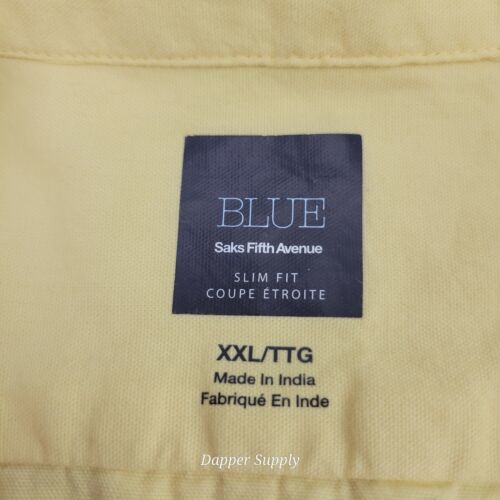 BLUE
Saks Fifth Avenue
SLIM FIT
COUPE ÉTROITE
XXL/TTG
Made In India
Fabriqué En Inde
Dapper Supply